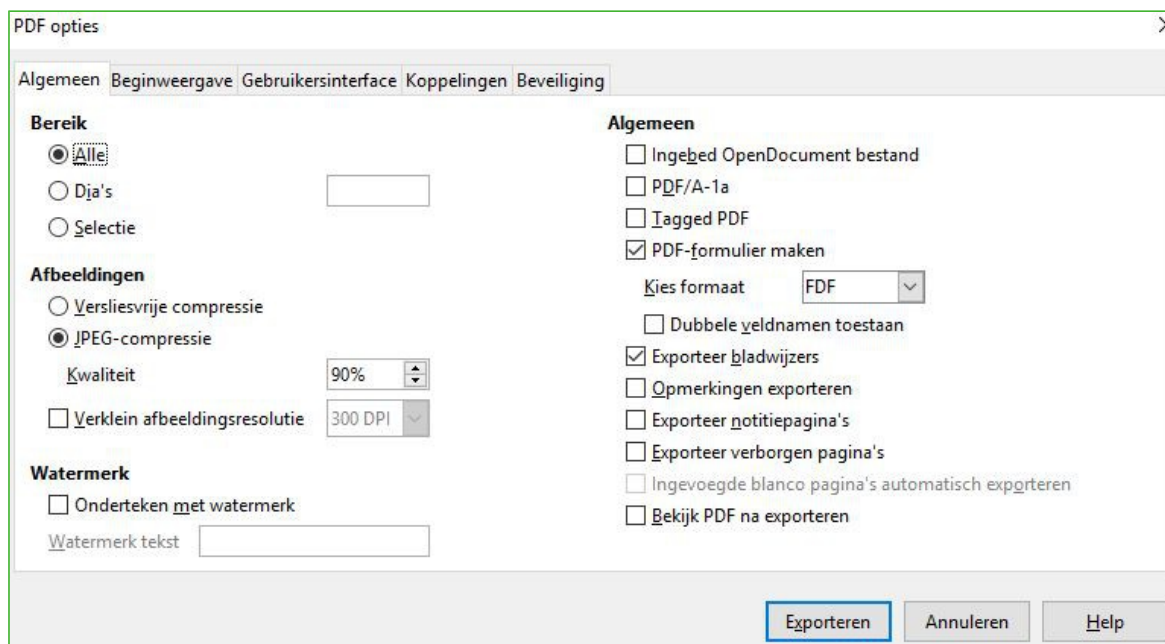 PDF opties
Algemeen Beginweergave Gebruikersinterface Koppelingen Beveiliging
Bereik
Alle
Dja's
Selectie
Afbeeldingen
Versliesvrije compressie
JPEG-compressie
Kwaliteit 90%
Verklein afbeeldingsresolutie 300 DPI
Watermerk
Onderteken met watermerk
Watermerk tekst
Algemeen
Ingebed OpenDocument bestand
PDF/A-1a
Tagged PDF
PDF-formulier maken
Kies formaat FDF
Dubbele veldnamen toestaan
Exporteer bladwijzers
Opmerkingen exporteren
Exporteer notitiepagina's
Exporteer verborgen pagina's
Ingevoegde blanco pagina's automatisch exporteren
Bekijk PDF na exporteren
Exporteren Annuleren Help